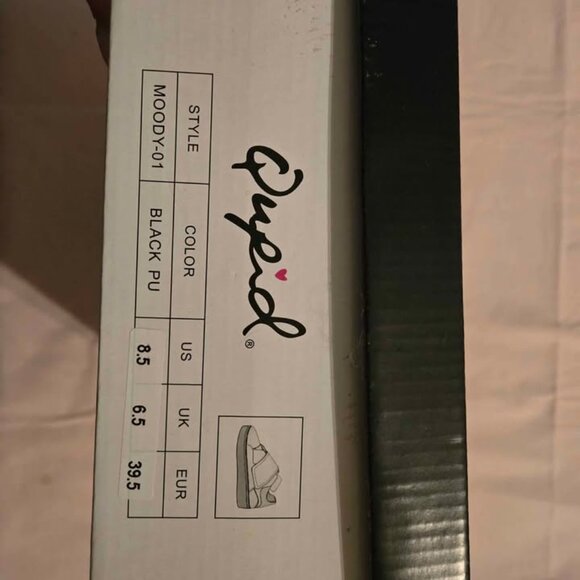 Qupid®
STYLE COLOR US UK EUR
MOODY-01 BLACK PU 8.5 6.5 39.5